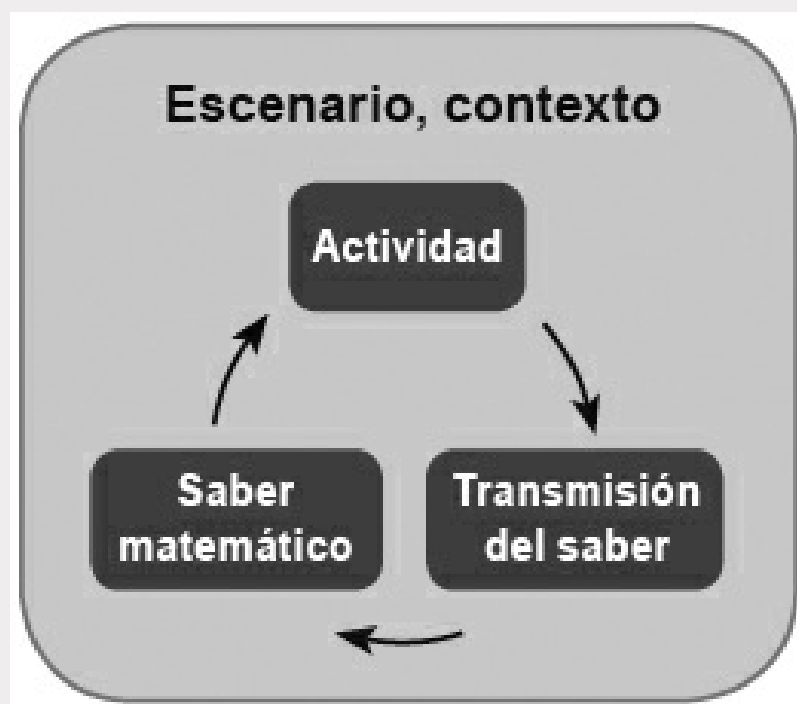 Escenario, contexto
Actividad
Saber
matemático
Transmisión
del saber